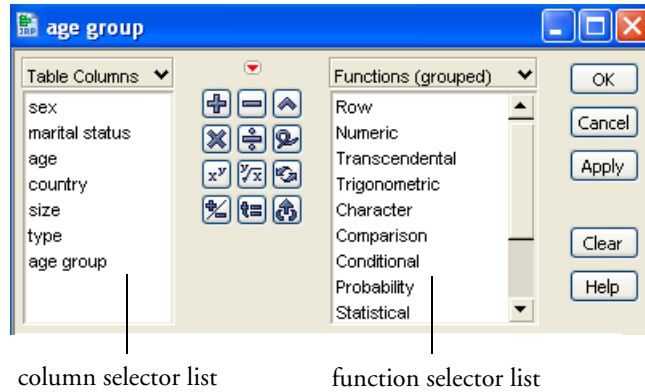 age group
Table Columns
sex
marital status
age
country
size
type
age group
Functions (grouped)
Row
Numeric
Transcendental
Trigonometric
Character
Comparison
Conditional
Probability
Statistical
OK
Cancel
Apply
Clear
Help
column selector list
function selector list